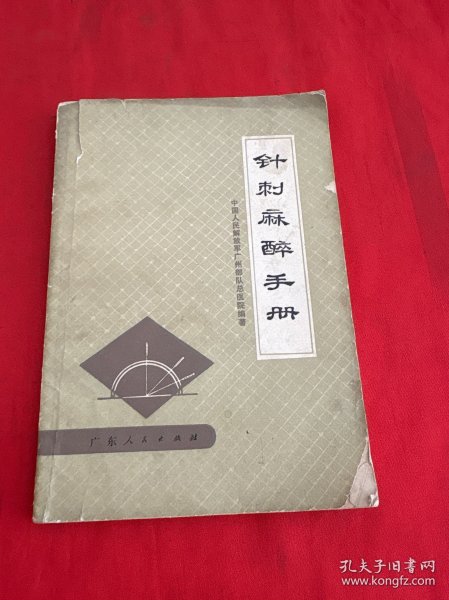 针刺麻醉手册
中国人民解放军广州部队总医院编著
广东人民出版社
孔夫子旧书网
www.kongfz.com